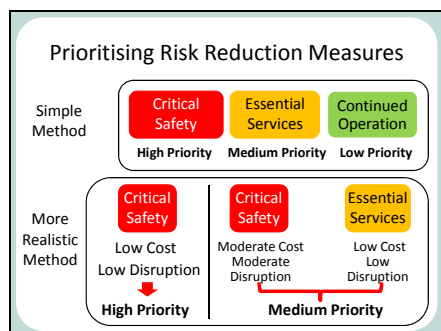 Prioritising Risk Reduction Measures
Simple
Method
Critical
Safety
Essential
Services
Continued
Operation
High Priority
Medium Priority
Low Priority
More
Realistic
Method
Critical
Safety
Low Cost
Low Disruption
High Priority
Critical
Safety
Moderate Cost
Moderate
Disruption
Essential
Services
Low Cost
Low
Disruption
Medium Priority